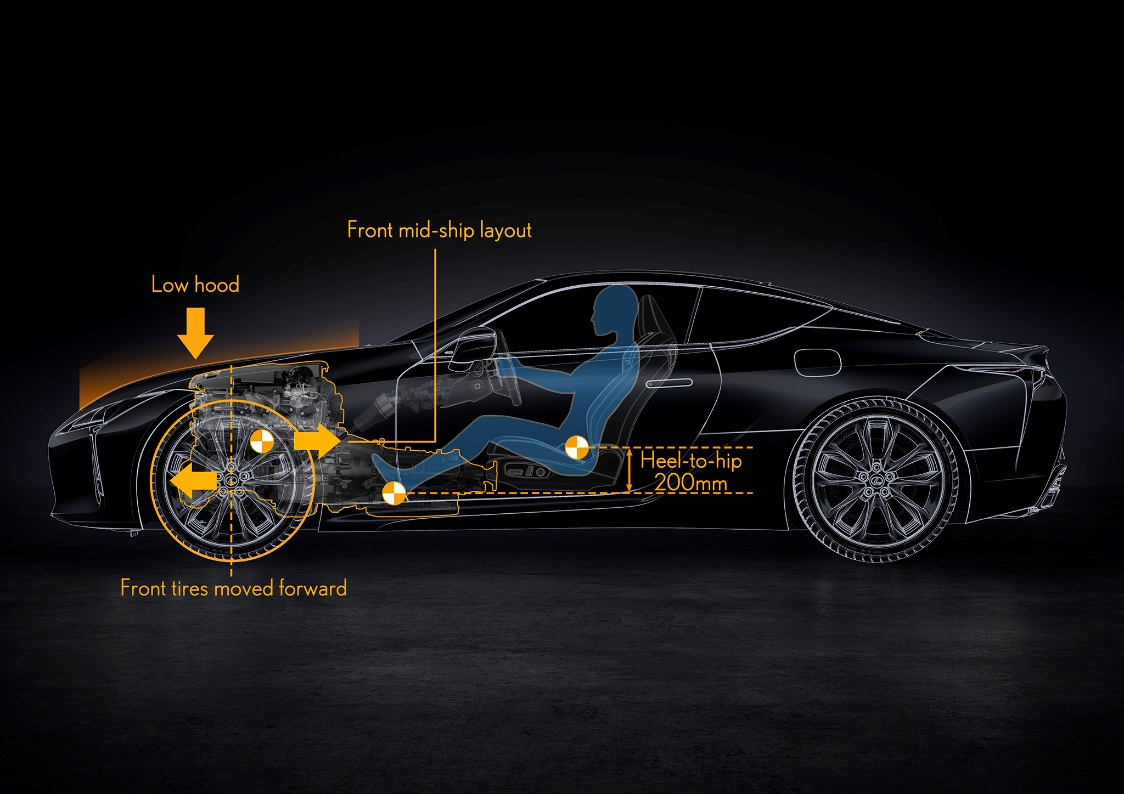 Front mid-ship layout
Low hood
Heel-to-hip
200mm
Front tires moved forward